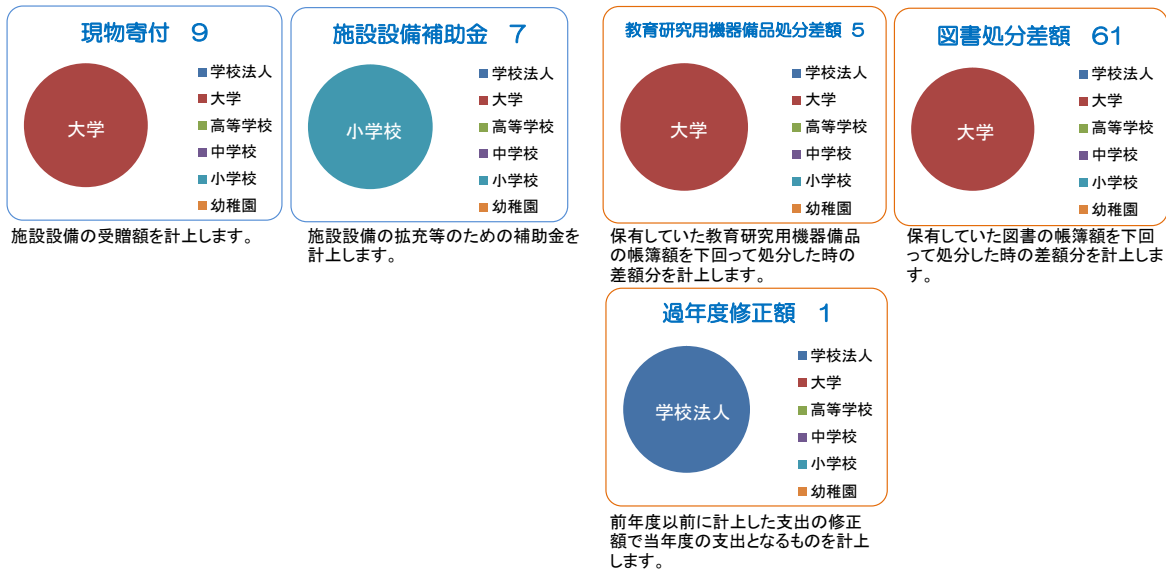 現物寄付 9
大学
学校法人
大学
高等学校
中学校
小学校
幼稚園
施設設備の受贈額を計上します。
施設設備補助金 7
小学校
学校法人
大学
高等学校
中学校
小学校
幼稚園
施設設備の拡充等のための補助金を
計上します。
教育研究用機器備品処分差額 5
大学
学校法人
大学
高等学校
中学校
小学校
幼稚園
保有していた教育研究用機器備品
の帳簿額を下回って処分した時の
差額分を計上します。
図書処分差額 61
大学
学校法人
大学
高等学校
中学校
小学校
幼稚園
保有していた図書の帳簿額を下回
って処分した時の差額分を計上しま
す。
過年度修正額 1
学校法人
学校法人
大学
高等学校
中学校
小学校
幼稚園
前年度以前に計上した支出の修正
額で当年度の支出となるものを計上
します。